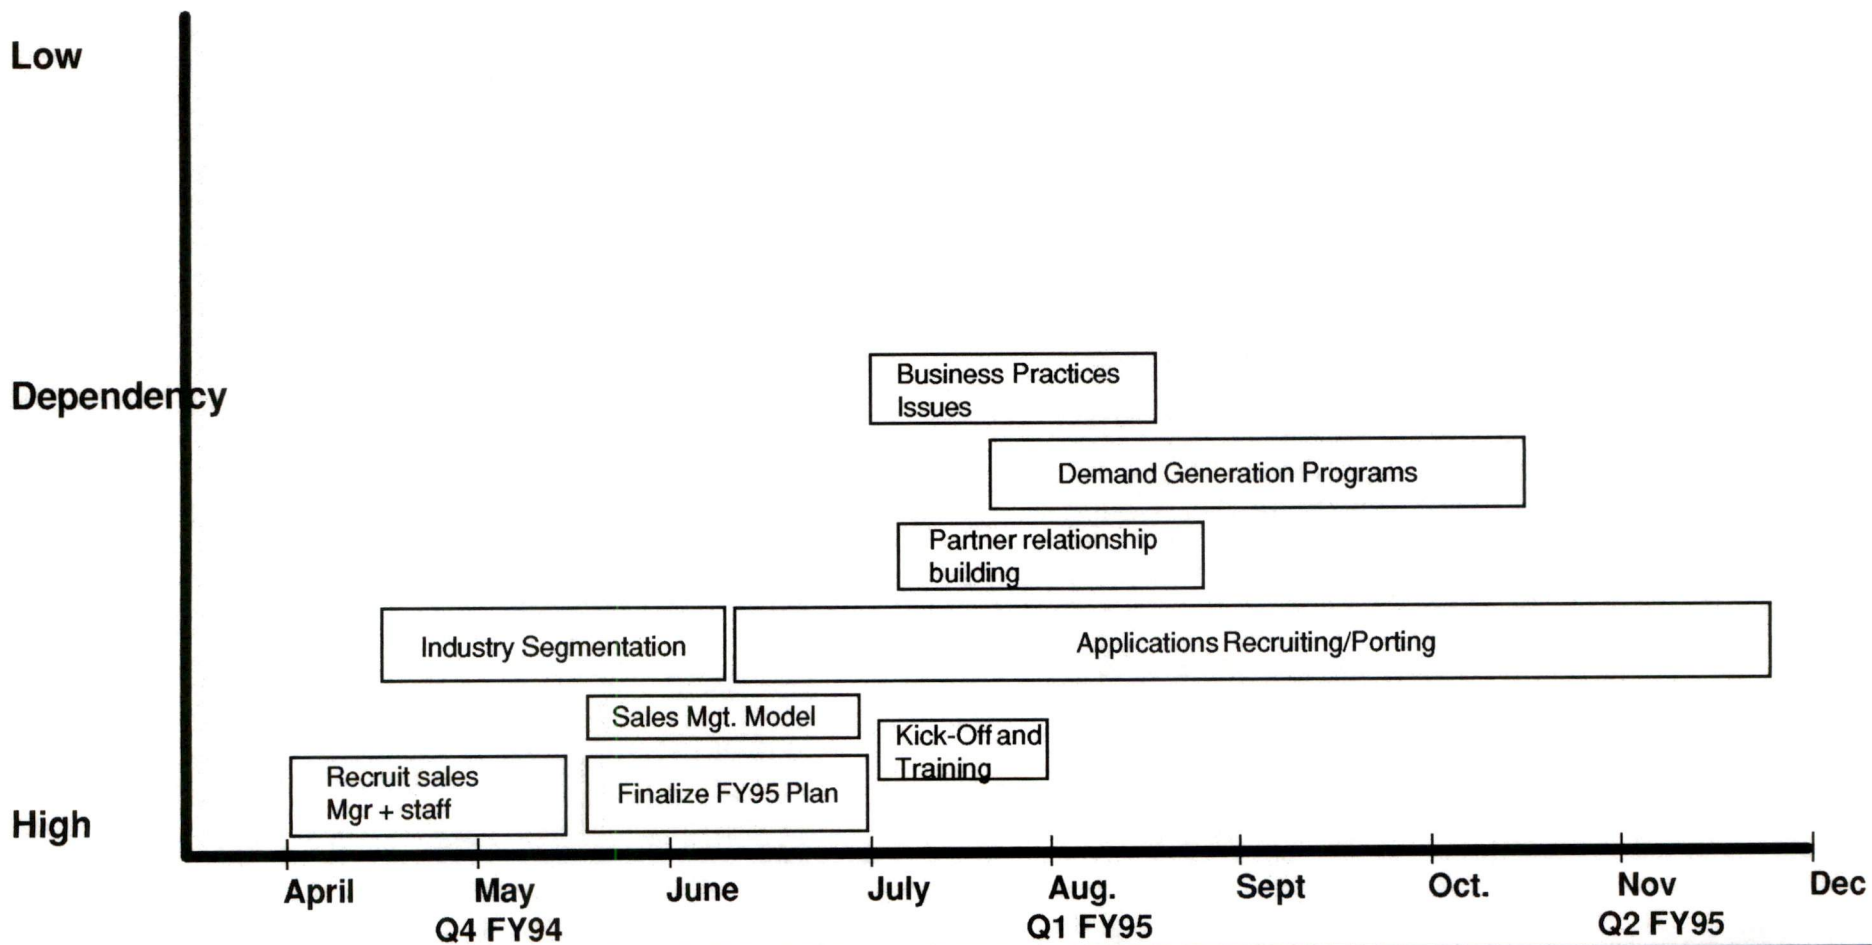 Low
Dependency
Business Practices
Issues
Demand Generation Programs
Partner relationship
building
Industry Segmentation
Applications Recruiting/Porting
Sales Mgt. Model
Kick-Off and
Training
Recruit sales
Mgr + staff
Finalize FY95 Plan
High
April May June July Aug. Sept Oct. Nov Dec
Q4 FY94 Q1 FY95 Q2 FY95